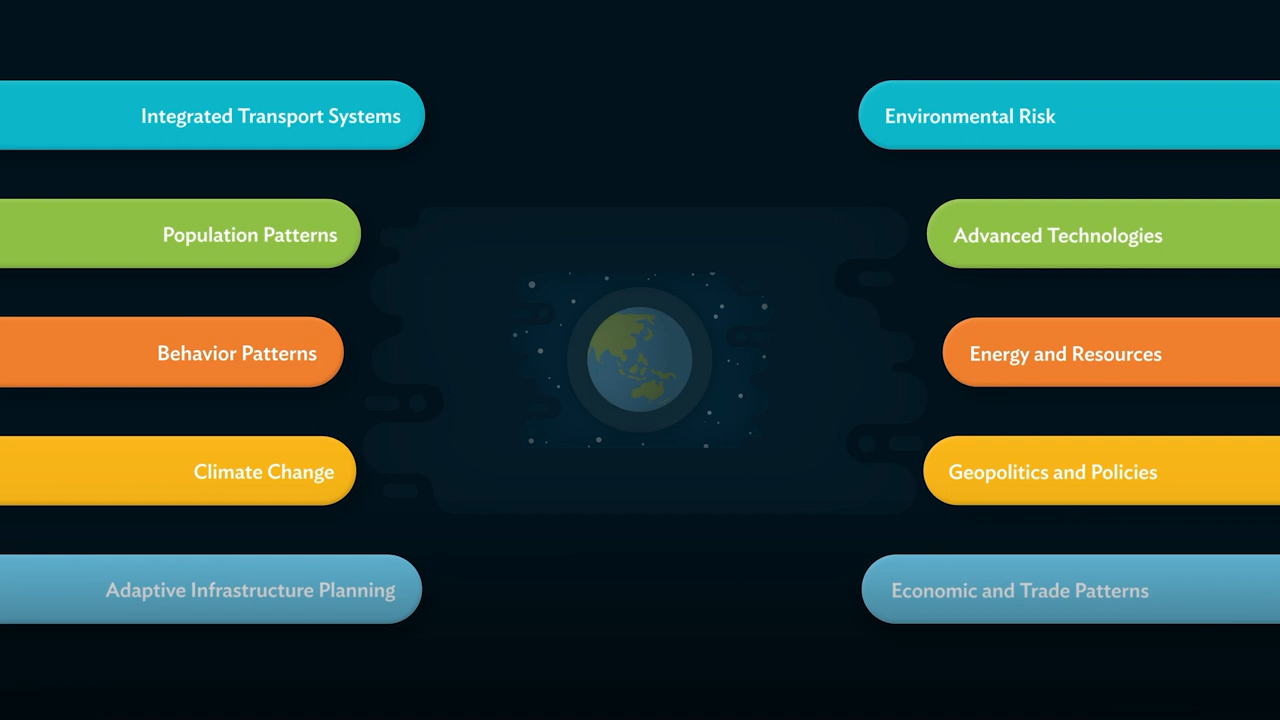 Integrated Transport Systems
Environmental Risk
Population Patterns
Advanced Technologies
Behavior Patterns
Energy and Resources
Climate Change
Geopolitics and Policies
Adaptive Infrastructure Planning
Economic and Trade Patterns